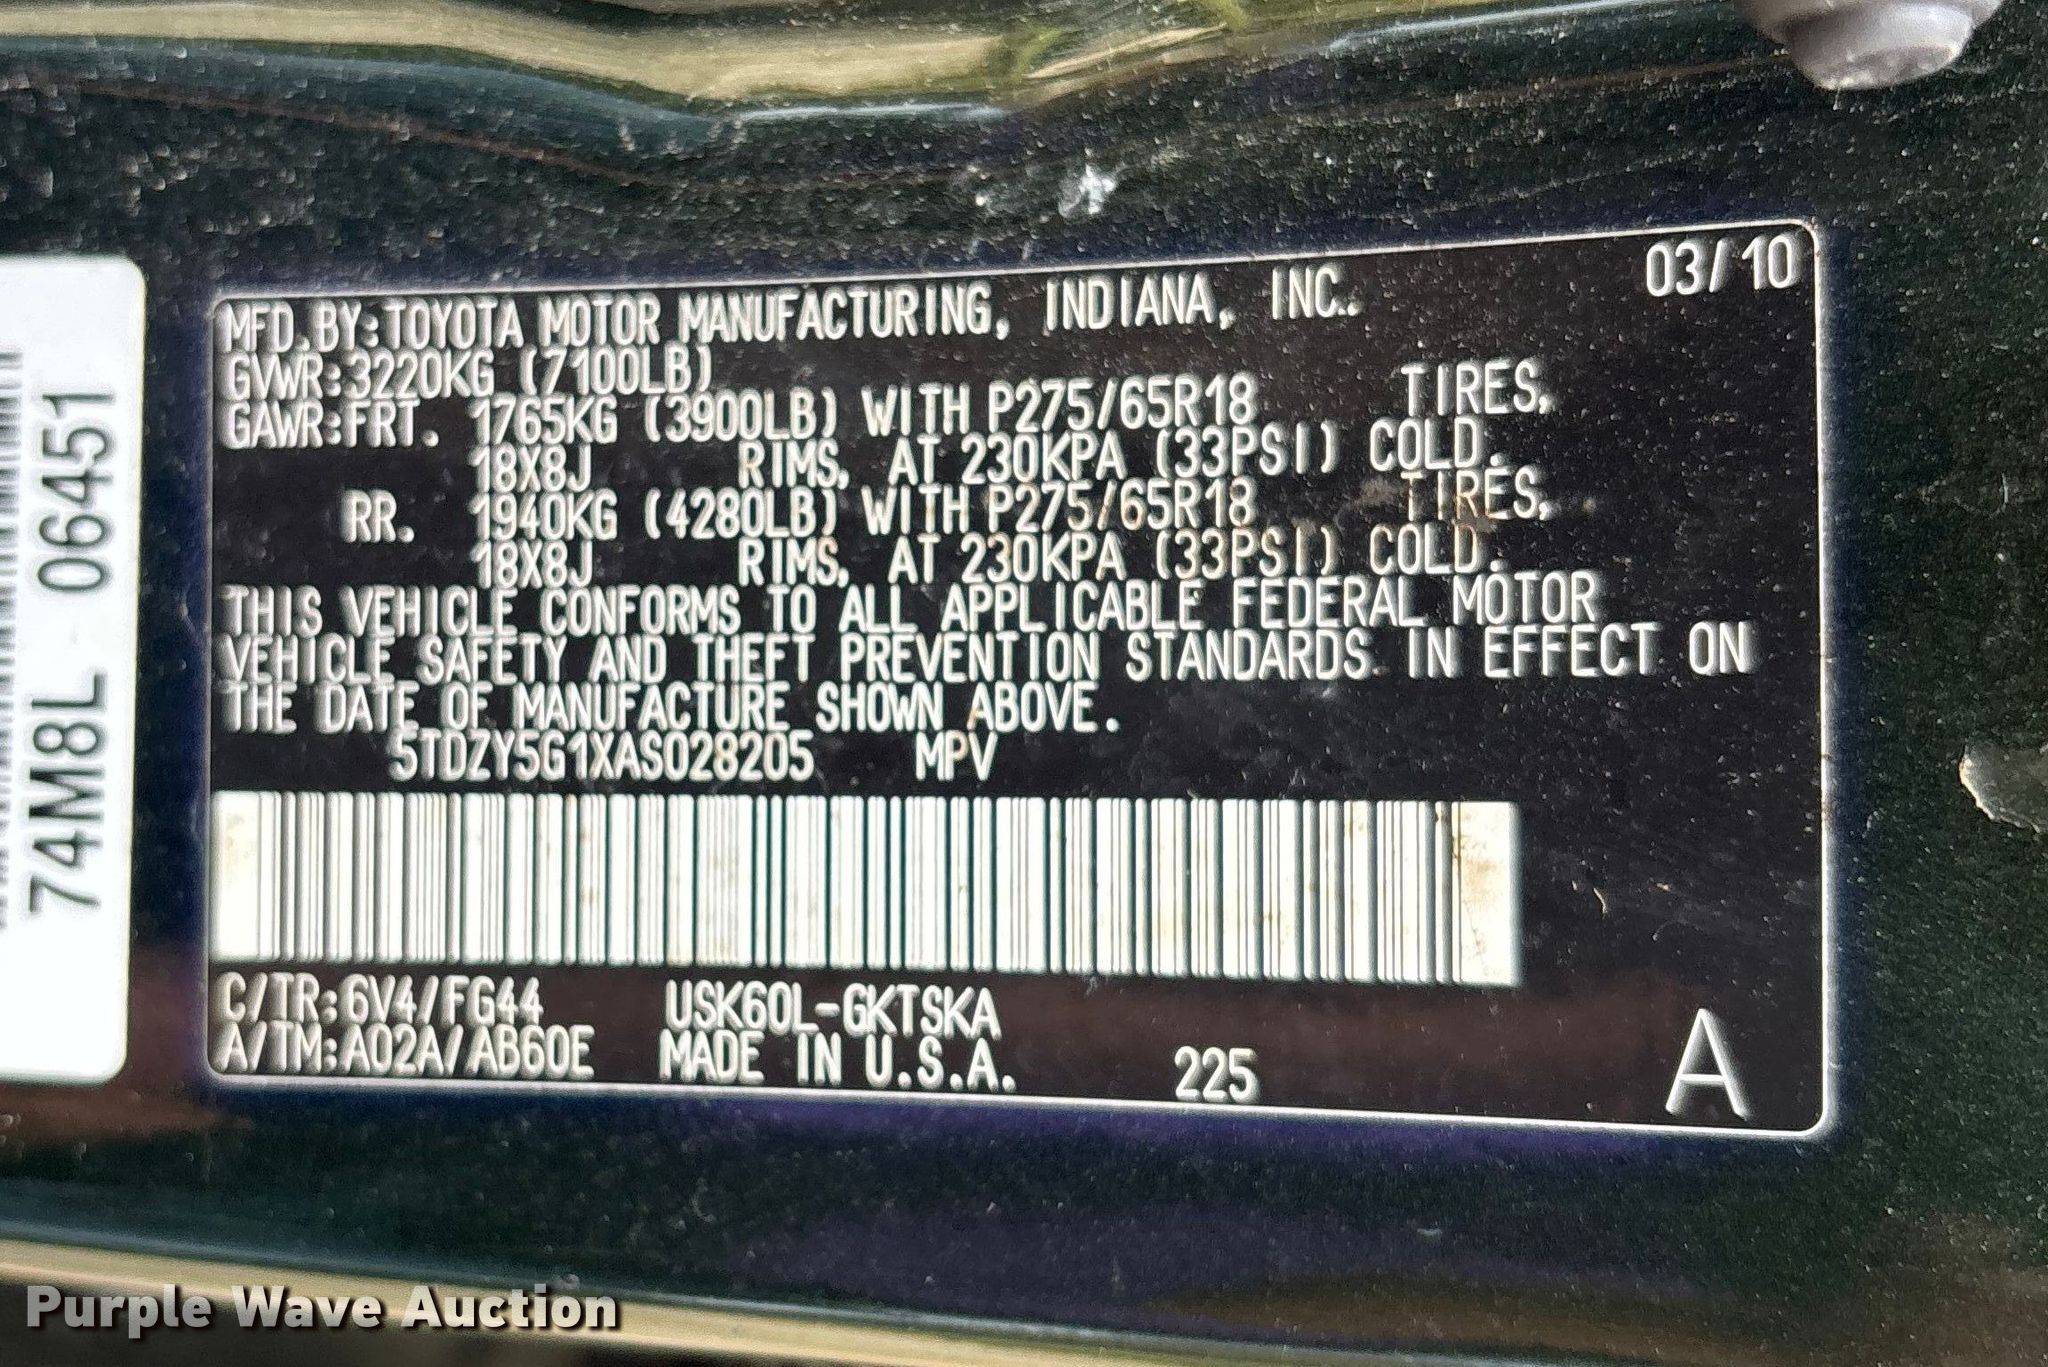 03/10
MFD.BY:TOYOTA MOTOR MANUFACTURING, INDIANA, INC.
GVWR:3220KG (7100LB)
GAWR:FRT. 1765KG (3900LB) WITH P275/65R18 TIRES,
18X8J RIMS, AT 230KPA (33PSI) COLD.
RR. 1940KG (4280LB) WITH P275/65R18 TIRES,
18X8J RIMS, AT 230KPA (33PSI) COLD.
THIS VEHICLE CONFORMS TO ALL APPLICABLE FEDERAL MOTOR
VEHICLE SAFETY AND THEFT PREVENTION STANDARDS IN EFFECT ON
THE DATE OF MANUFACTURE SHOWN ABOVE.
5TDZY5G1XAS028205 MPV
C/TR:6V4/FG44 USK60L-GKTSKA
A/TM:A02A/AB60E MADE IN U.S.A. 225
A
74M8L - 06451
Purple Wave Auction